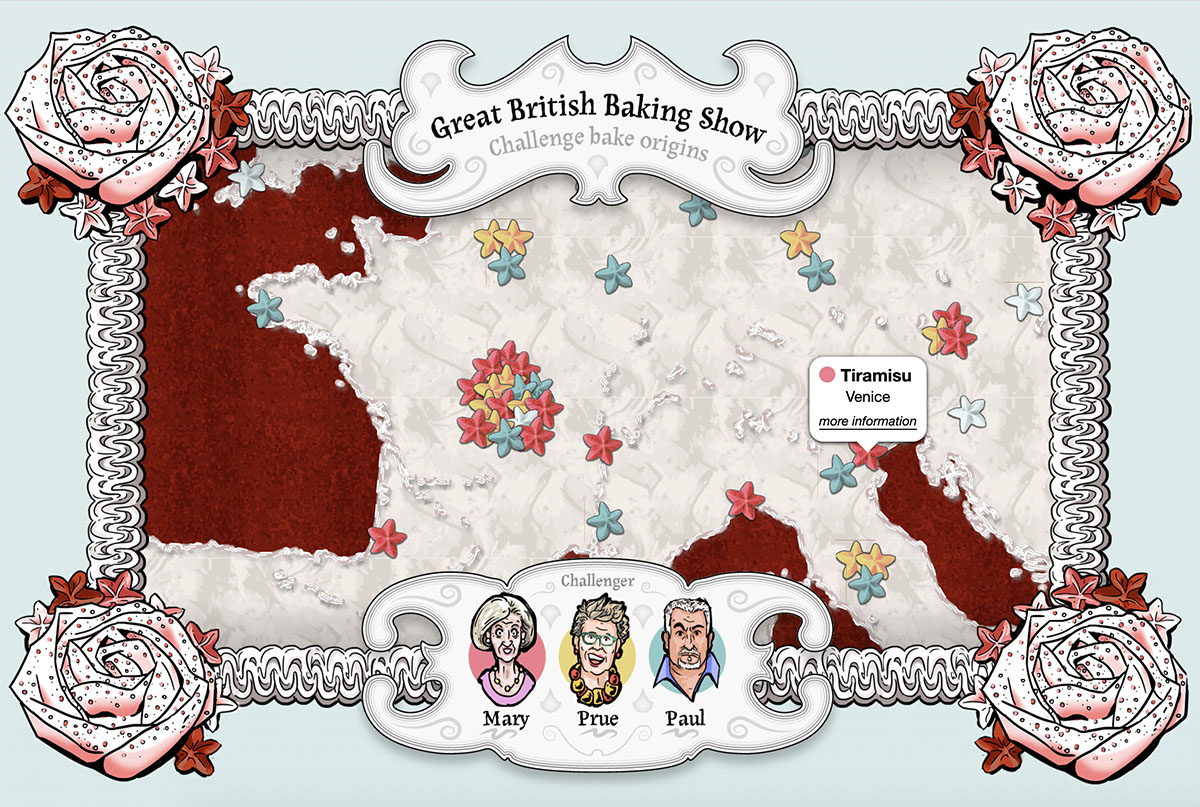 Great British Baking Show
Challenge bake origins
Tiramisu
Venice
more information
Challenger
Mary Prue Paul